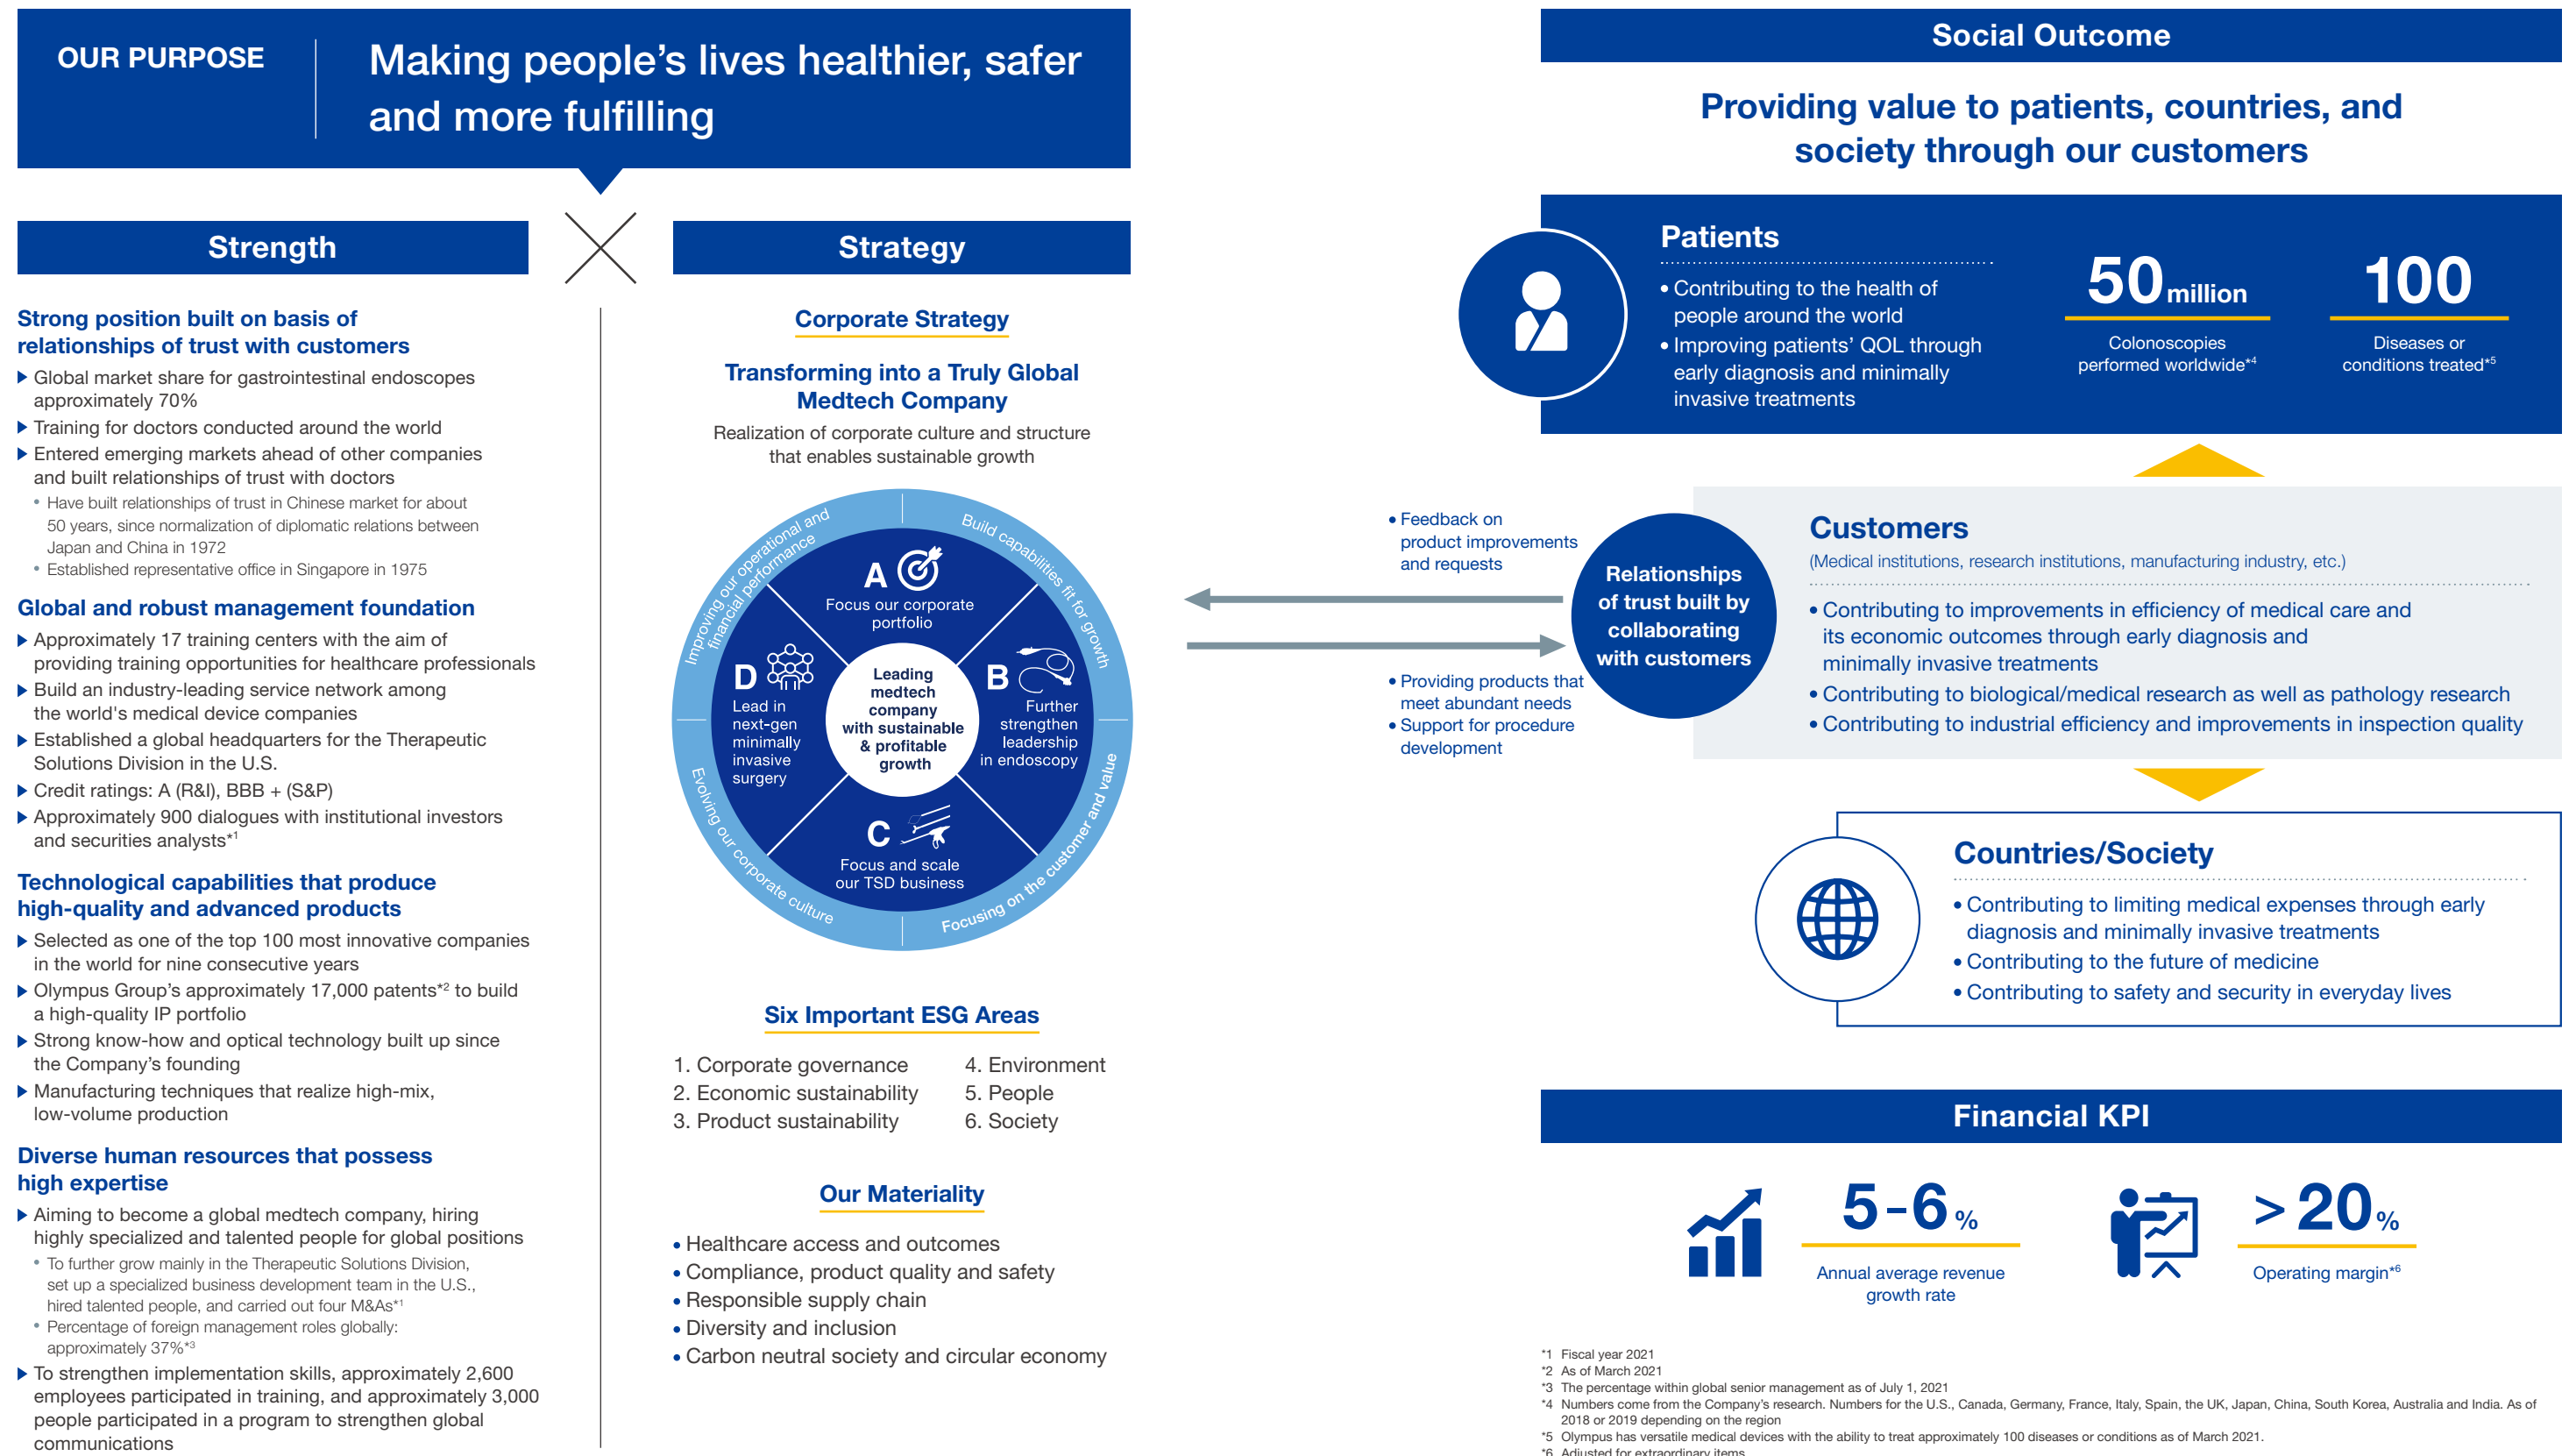 OUR PURPOSE
Making people's lives healthier, safer
and more fulfilling
Strength
Strong position built on basis of
relationships of trust with customers
Global market share for gastrointestinal endoscopes
approximately 70%
Training for doctors conducted around the world
Entered emerging markets ahead of other companies
and built relationships of trust with doctors
• Have built relationships of trust in Chinese market for about
50 years, since normalization of diplomatic relations between
Japan and China in 1972
• Established representative office in Singapore in 1975
Global and robust management foundation
Approximately 17 training centers with the aim of
providing training opportunities for healthcare professionals
Build an industry-leading service network among
the world's medical device companies
Established a global headquarters for the Therapeutic
Solutions Division in the U.S.
Credit ratings: A (R&I), BBB + (S&P)
Approximately 900 dialogues with institutional investors
and securities analysts*1
Technological capabilities that produce
high-quality and advanced products
Selected as one of the top 100 most innovative companies
in the world for nine consecutive years
Olympus Group's approximately 17,000 patents*2 to build
a high-quality IP portfolio
Strong know-how and optical technology built up since
the Company's founding
Manufacturing techniques that realize high-mix,
low-volume production
Diverse human resources that possess
high expertise
Aiming to become a global medtech company, hiring
highly specialized and talented people for global positions
• To further grow mainly in the Therapeutic Solutions Division,
set up a specialized business development team in the U.S.,
hired talented people, and carried out four M&As*1
• Percentage of foreign management roles globally:
approximately 37%*3
To strengthen implementation skills, approximately 2,600
employees participated in training, and approximately 3,000
people participated in a program to strengthen global
communications
Strategy
Corporate Strategy
Transforming into a Truly Global
Medtech Company
Realization of corporate culture and structure
that enables sustainable growth
Improving our operational and
financial performance
Build capabilities fit for growth
Focusing on the customer and value
Evolving our corporate culture
A
Focus our corporate
portfolio
B
Further
strengthen
leadership
in endoscopy
C
Focus and scale
our TSD business
D
Lead in
next-gen
minimally
invasive
surgery
Leading
medtech
company
with sustainable
& profitable
growth
Six Important ESG Areas
1. Corporate governance
2. Economic sustainability
3. Product sustainability
4. Environment
5. People
6. Society
Our Materiality
• Healthcare access and outcomes
• Compliance, product quality and safety
• Responsible supply chain
• Diversity and inclusion
• Carbon neutral society and circular economy
• Feedback on
product improvements
and requests
• Providing products that
meet abundant needs
• Support for procedure
development
Social Outcome
Providing value to patients, countries, and
society through our customers
Patients
• Contributing to the health of
people around the world
• Improving patients' QOL through
early diagnosis and minimally
invasive treatments
50 million
Colonoscopies
performed worldwide*4
100
Diseases or
conditions treated*5
Relationships
of trust built by
collaborating
with customers
Customers
(Medical institutions, research institutions, manufacturing industry, etc.)
• Contributing to improvements in efficiency of medical care and
its economic outcomes through early diagnosis and
minimally invasive treatments
• Contributing to biological/medical research as well as pathology research
• Contributing to industrial efficiency and improvements in inspection quality
Countries/Society
• Contributing to limiting medical expenses through early
diagnosis and minimally invasive treatments
• Contributing to the future of medicine
• Contributing to safety and security in everyday lives
Financial KPI
5-6 %
Annual average revenue
growth rate
> 20 %
Operating margin*6
*1 Fiscal year 2021
*2 As of March 2021
*3 The percentage within global senior management as of July 1, 2021
*4 Numbers come from the Company's research. Numbers for the U.S., Canada, Germany, France, Italy, Spain, the UK, Japan, China, South Korea, Australia and India. As of
2018 or 2019 depending on the region
*5 Olympus has versatile medical devices with the ability to treat approximately 100 diseases or conditions as of March 2021.
*6 Adjusted for extraordinary items